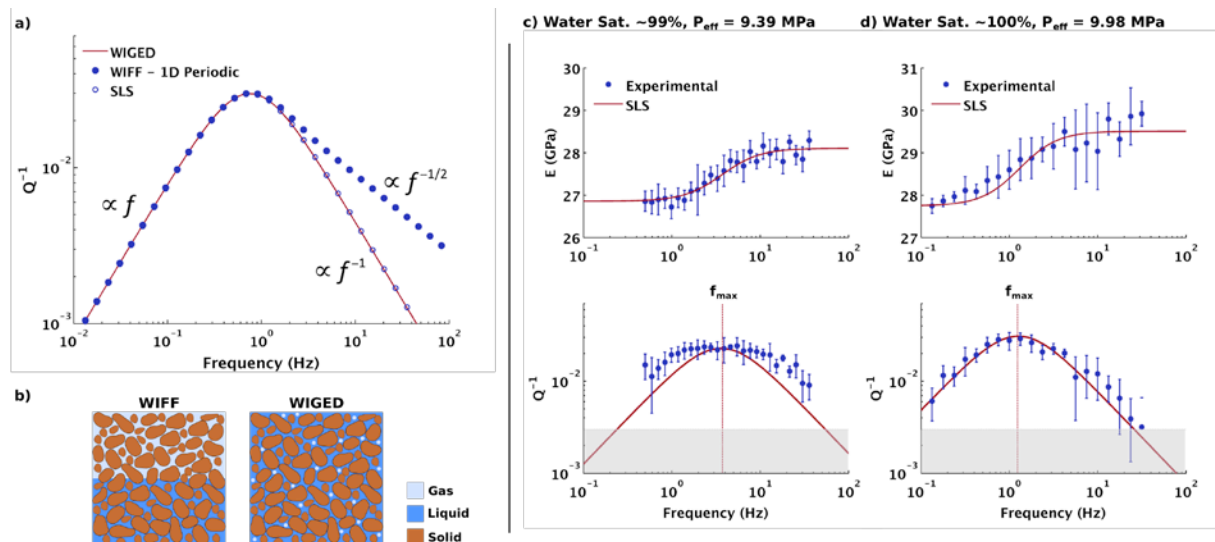 a)
WIGED
WIFF - 1D Periodic
SLS
10⁻²
10⁻³
Q⁻¹
∝ f
∝ f⁻¹/²
∝ f⁻¹
10⁻² 10⁻¹ 10⁰ 10¹ 10²
Frequency (Hz)
b)
WIFF WIGED
Gas
Liquid
Solid
c) Water Sat. ~99%, Peff = 9.39 MPa
30
29
28
27
26
E (GPa)
Experimental
SLS
10⁻¹ 10⁰ 10¹ 10²
fmax
10⁻²
10⁻³
Q⁻¹
10⁻¹ 10⁰ 10¹ 10²
Frequency (Hz)
d) Water Sat. ~100%, Peff = 9.98 MPa
31
30
29
28
27
E (GPa)
Experimental
SLS
10⁻¹ 10⁰ 10¹ 10²
fmax
10⁻²
10⁻³
Q⁻¹
10⁻¹ 10⁰ 10¹ 10²
Frequency (Hz)